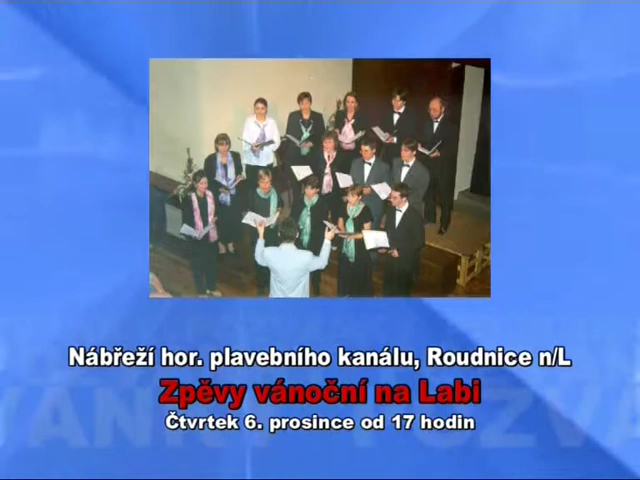 Nábřeží hor. plavebního kanálu, Roudnice n/L
Zpěvy vánoční na Labi
Čtvrtek 6. prosince od 17 hodin